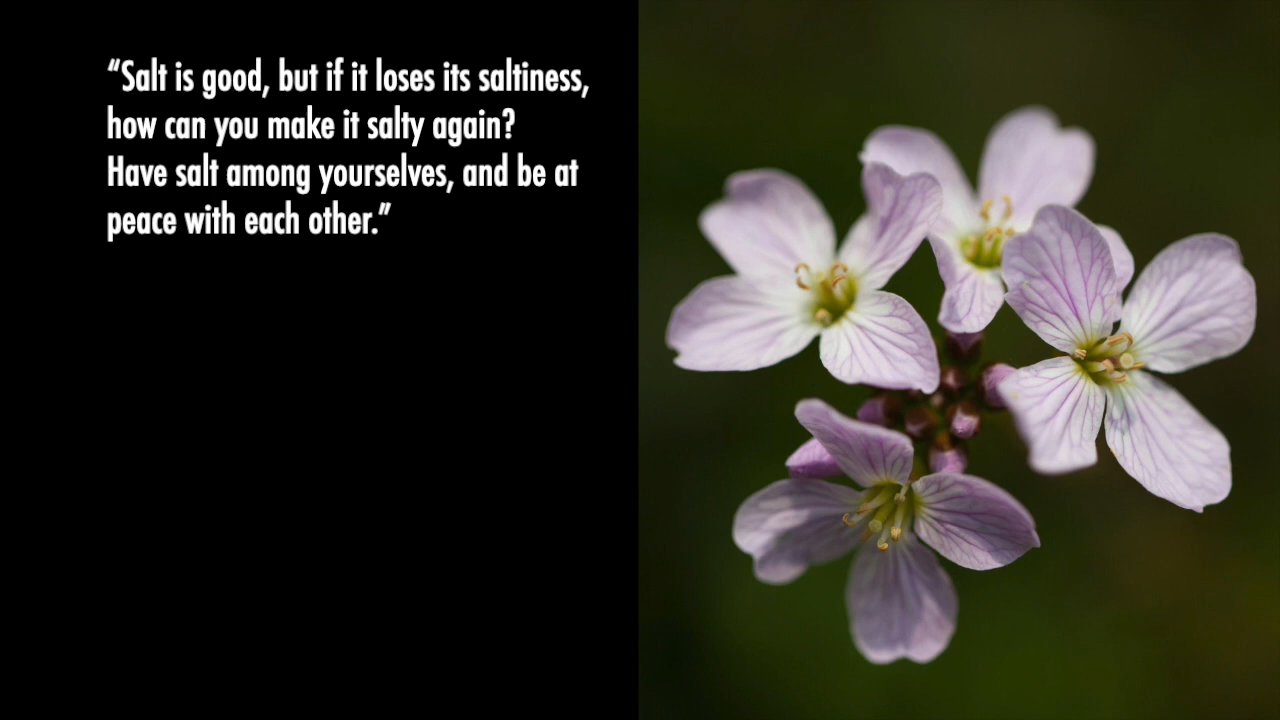 “Salt is good, but if it loses its saltiness,
how can you make it salty again?
Have salt among yourselves, and be at
peace with each other.”